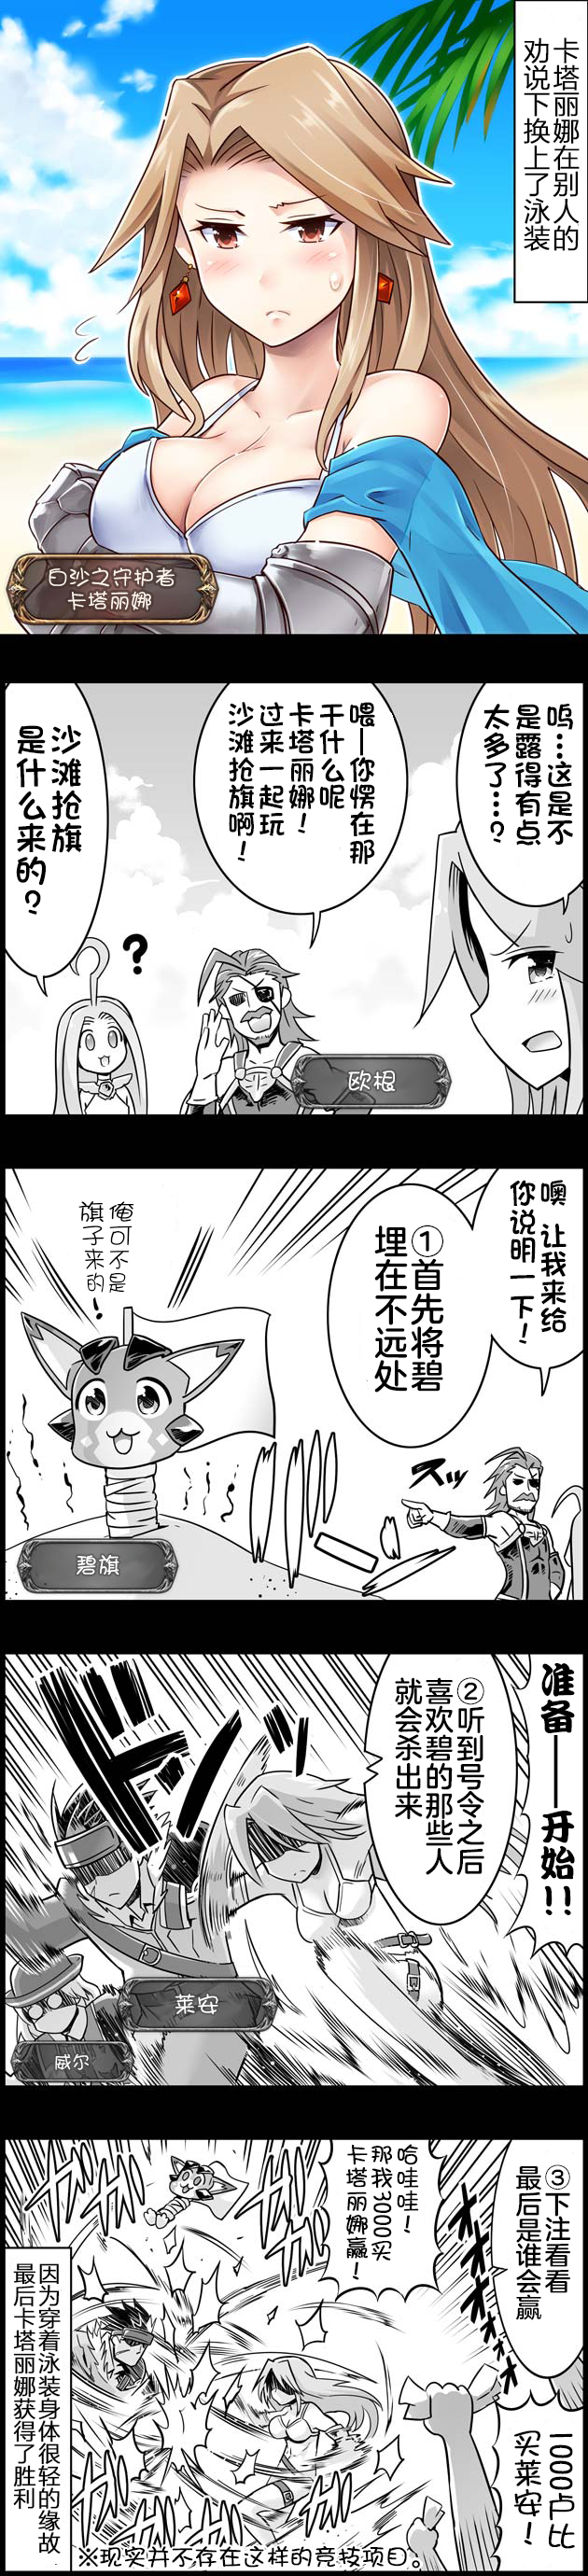 卡塔丽娜在别人的
劝说下换上了泳装
白沙之守护者
卡塔丽娜
呜…这是不
是露得有点
太多了…?
喂—你愣在那
干什么呢
卡塔丽娜!
过来一起玩
沙滩抢旗啊!
沙滩抢旗
是什么来的?
?
欧根
噢 让我来给
你说明一下!
①首先将碧
埋在不远处
俺可不是
旗子来的!
スッ
碧旗
准备——开始!!
②听到号令之后
喜欢碧的那些人
就会杀出来
ドドド
莱安
威尔
③下注看看
最后是谁会赢
哈哇哇!
那我3000买
卡塔丽娜赢!
1000卢比
买莱安!
因为穿着泳装身体很轻的缘故
最后卡塔丽娜获得了胜利
※现实并不存在这样的竞技项目。